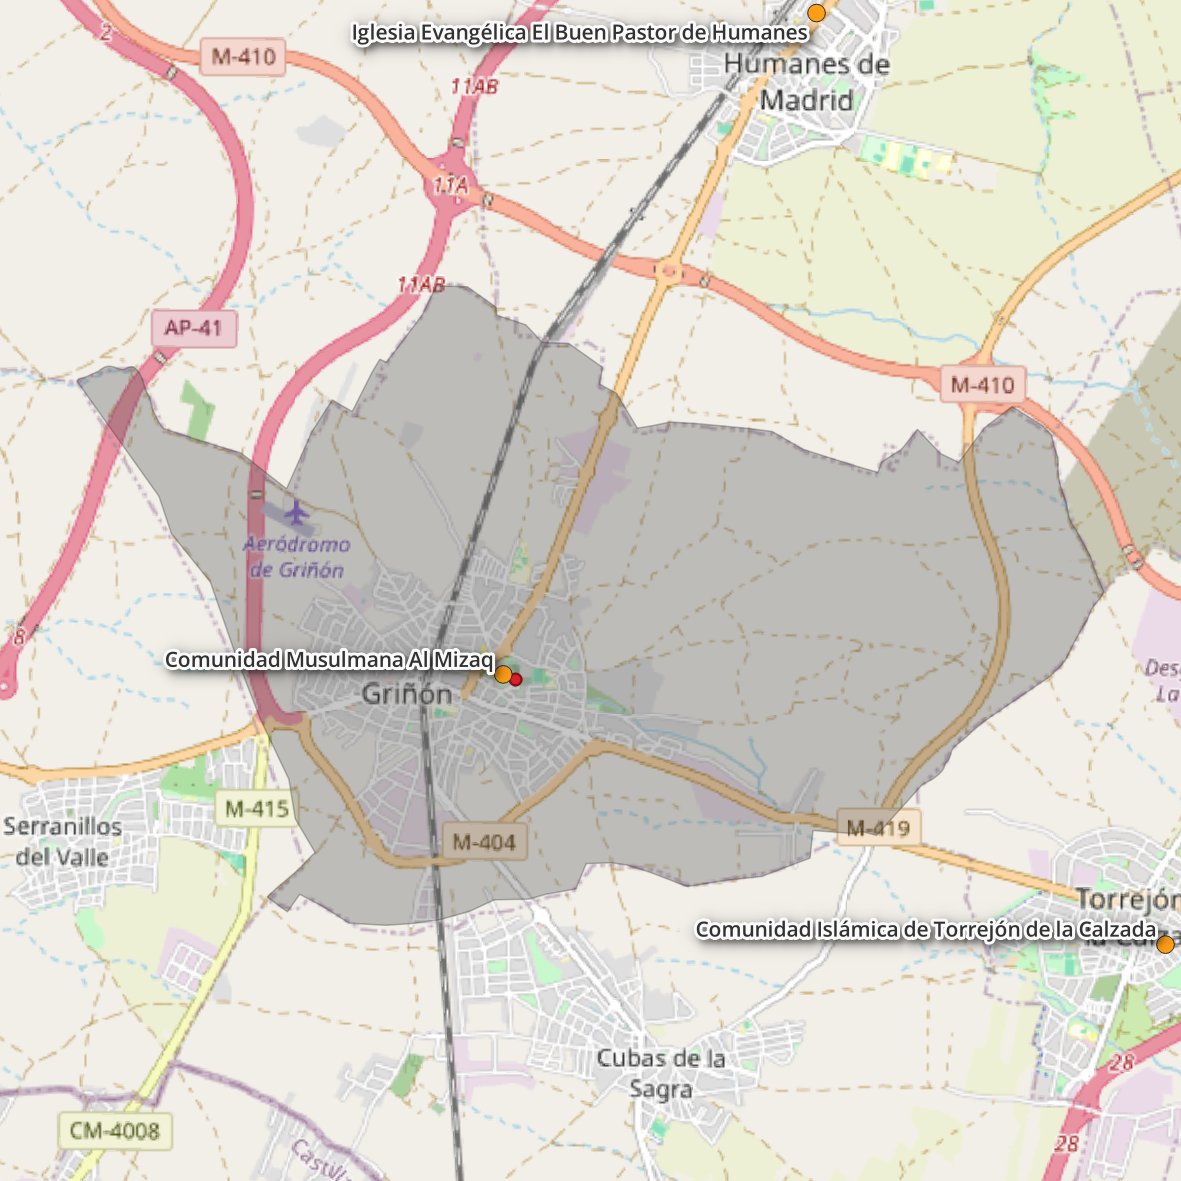 Iglesia Evangélica El Buen Pastor de Humanes
2
M-410
11AB
Humanes de
Madrid
11A
11AB
AP-41
M-410
Aeródromo
de Griñón
8
Comunidad Musulmana Al Mizaq
Griñón
M-415
M-404
M-419
Serranillos
del Valle
Torrejón
Comunidad Islámica de Torrejón de la Calzada
Cubas de la
Sagra
28
28
CM-4008